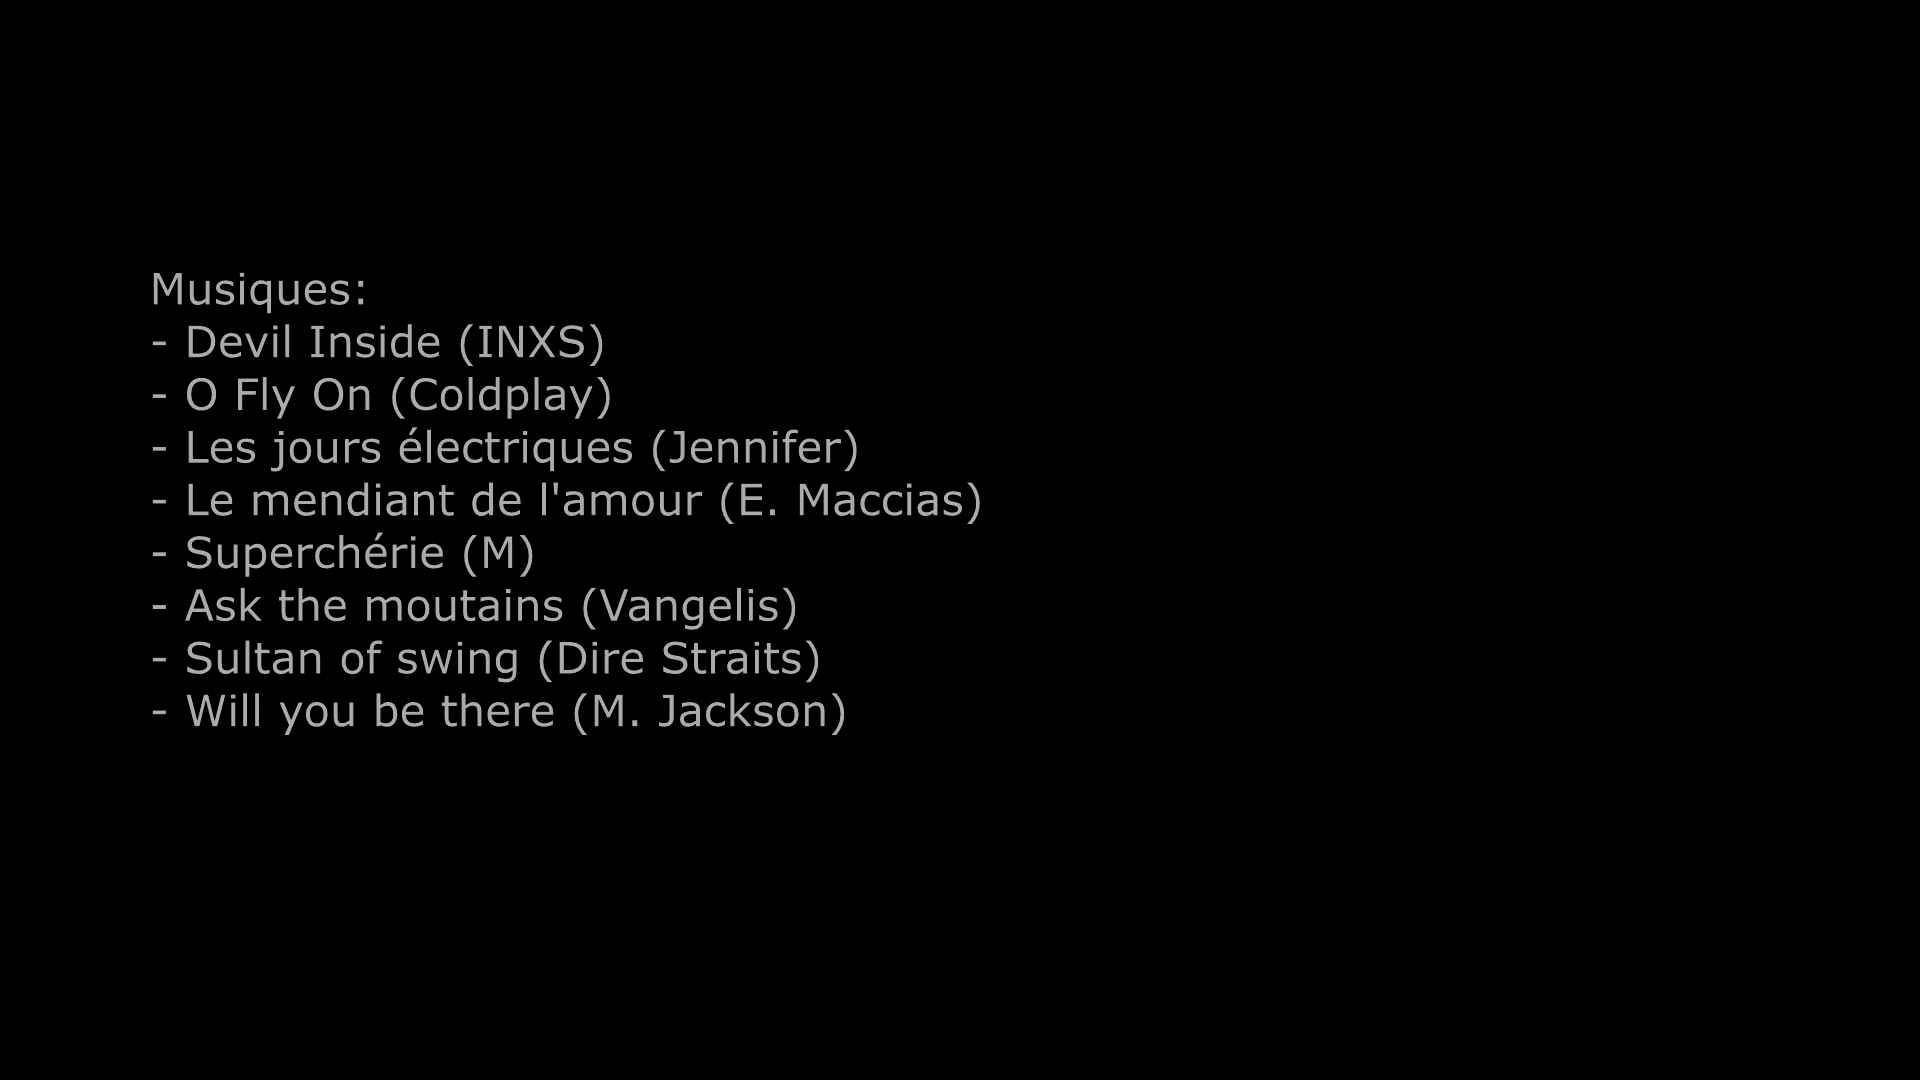 Musiques:
- Devil Inside (INXS)
- O Fly On (Coldplay)
- Les jours électriques (Jennifer)
- Le mendiant de l'amour (E. Maccias)
- Superchérie (M)
- Ask the moutains (Vangelis)
- Sultan of swing (Dire Straits)
- Will you be there (M. Jackson)